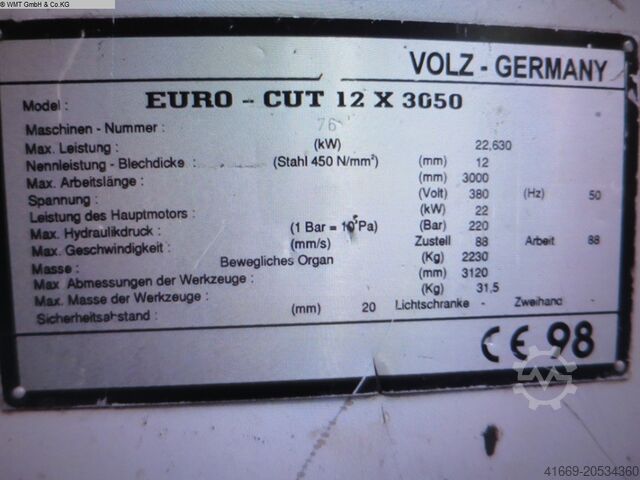 © WMT GmbH & Co.KG
VOLZ - GERMANY
Model : EURO - CUT 12 X 3050
Maschinen - Nummer : 76
Max. Leistung : (kW) 22,630
Nennleistung - Blechdicke : (Stahl 450 N/mm²) (mm) 12
Max. Arbeitslänge : (mm) 3000
Spannung : (Volt) 380 (Hz) 50
Leistung des Hauptmotors : (kW) 22
Max. Hydraulikdruck : (1 Bar = 10⁵Pa) (Bar) 220
Max. Geschwindigkeit : (mm/s) Zustell 88 Arbeit 88
Masse : Bewegliches Organ (Kg) 2230
Max Abmessungen der Werkzeuge : (mm) 3120
Max. Masse der Werkzeuge : (Kg) 31,5
Sicherheitsabstand : (mm) 20 Lichtschranke - Zweihand -
CE 98
41669-20534360